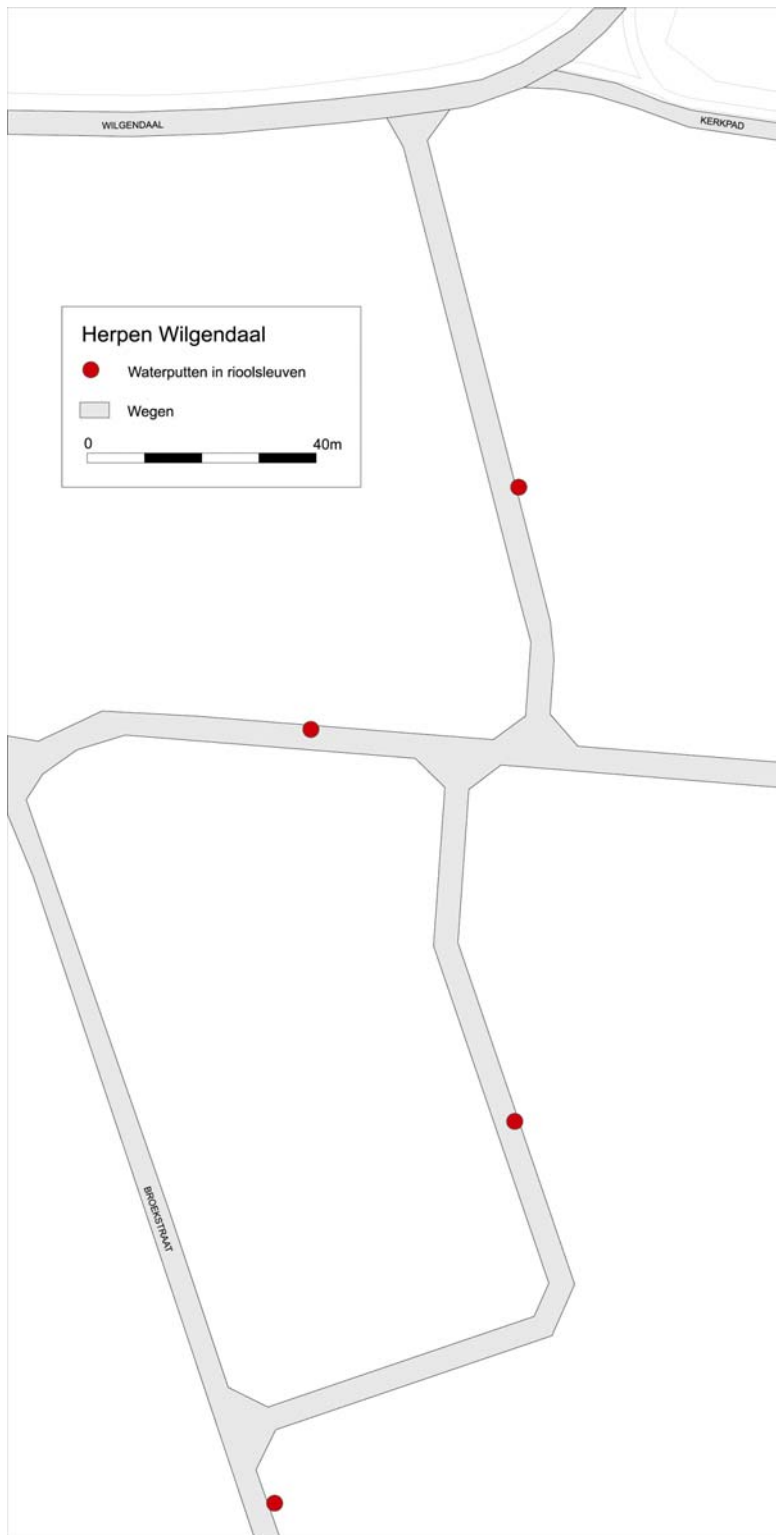 WILGENDAAL
KERKPAD
Herpen Wilgendaal
Waterputten in rioolsleuven
Wegen
0 40m
BROEKSTRAAT